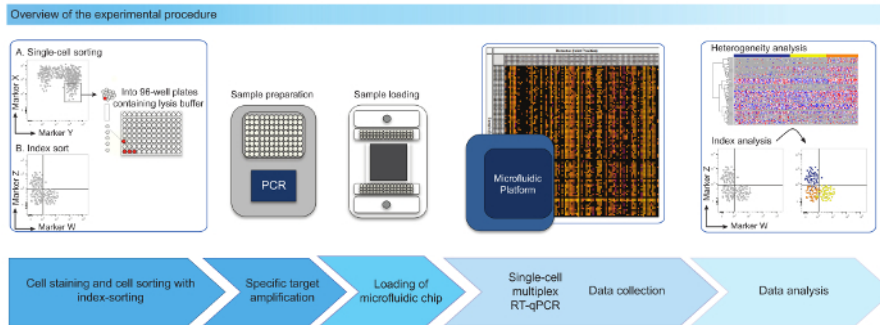 Overview of the experimental procedure
A. Single-cell sorting
Marker X
Marker Y
Into 96-well plates
containing lysis buffer
B. Index sort
Marker Z
Marker W
Sample preparation
PCR
Sample loading
Microfluidic
Platform
Heterogeneity analysis
Index analysis
Marker Z
Marker W
Cell staining and cell sorting with
index-sorting
Specific target
amplification
Loading of
microfluidic chip
Single-cell
multiplex
RT-qPCR
Data collection
Data analysis